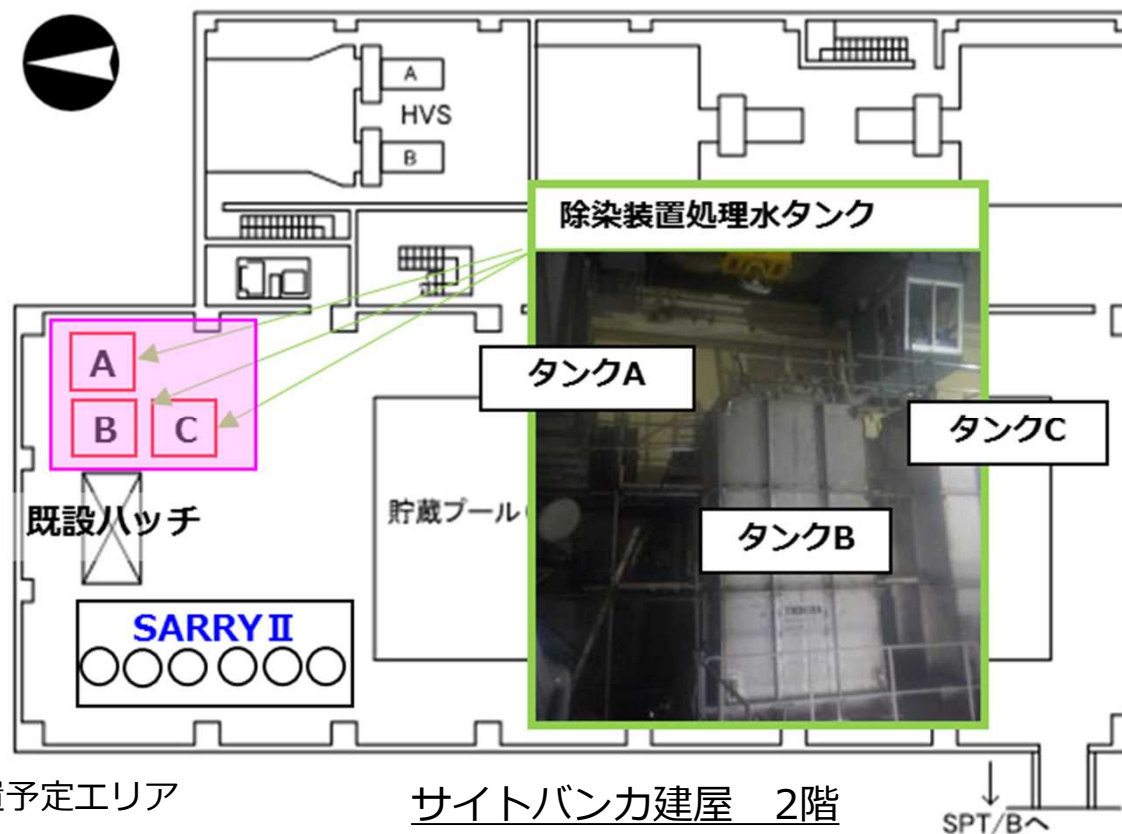 A
HVS
B
除染装置処理水タンク
A
タンクA
B
C
タンクC
貯蔵プール
既設ハッチ
タンクB
TOSHIBA
SARRYⅡ
置予定エリア
サイトバンカ建屋 2階
SPT/Bへ